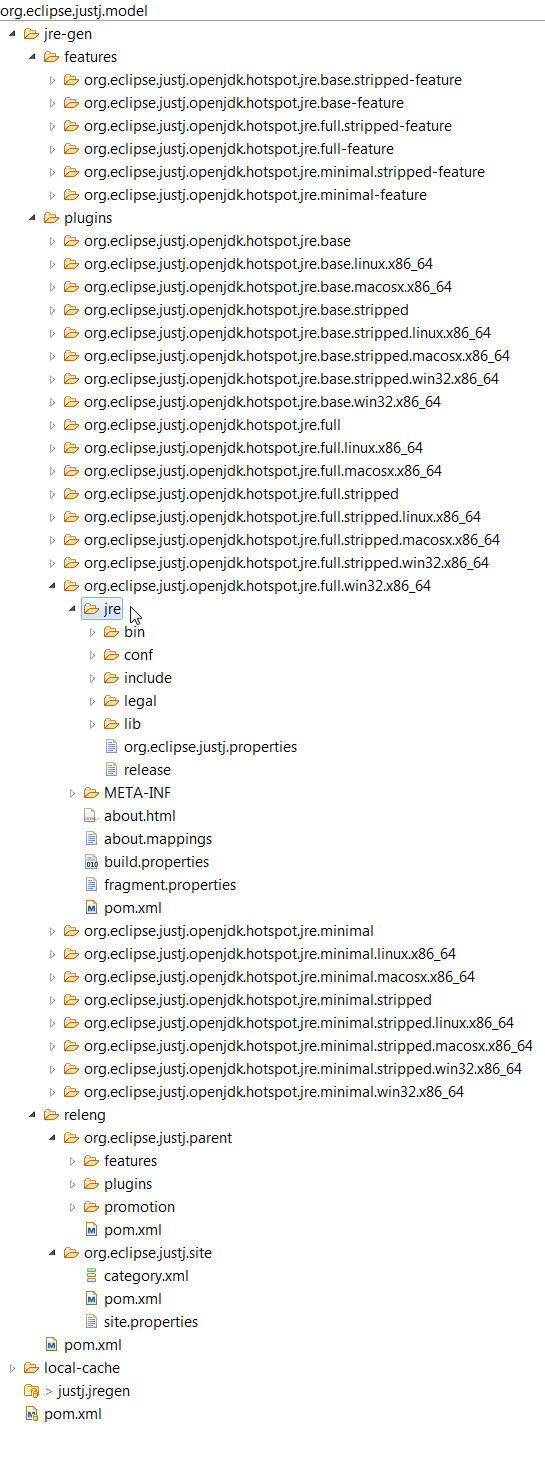 org.eclipse.justj.model
jre-gen
features
org.eclipse.justj.openjdk.hotspot.jre.base.stripped-feature
org.eclipse.justj.openjdk.hotspot.jre.base-feature
org.eclipse.justj.openjdk.hotspot.jre.full.stripped-feature
org.eclipse.justj.openjdk.hotspot.jre.full-feature
org.eclipse.justj.openjdk.hotspot.jre.minimal.stripped-feature
org.eclipse.justj.openjdk.hotspot.jre.minimal-feature
plugins
org.eclipse.justj.openjdk.hotspot.jre.base
org.eclipse.justj.openjdk.hotspot.jre.base.linux.x86_64
org.eclipse.justj.openjdk.hotspot.jre.base.macosx.x86_64
org.eclipse.justj.openjdk.hotspot.jre.base.stripped
org.eclipse.justj.openjdk.hotspot.jre.base.stripped.linux.x86_64
org.eclipse.justj.openjdk.hotspot.jre.base.stripped.macosx.x86_64
org.eclipse.justj.openjdk.hotspot.jre.base.stripped.win32.x86_64
org.eclipse.justj.openjdk.hotspot.jre.base.win32.x86_64
org.eclipse.justj.openjdk.hotspot.jre.full
org.eclipse.justj.openjdk.hotspot.jre.full.linux.x86_64
org.eclipse.justj.openjdk.hotspot.jre.full.macosx.x86_64
org.eclipse.justj.openjdk.hotspot.jre.full.stripped
org.eclipse.justj.openjdk.hotspot.jre.full.stripped.linux.x86_64
org.eclipse.justj.openjdk.hotspot.jre.full.stripped.macosx.x86_64
org.eclipse.justj.openjdk.hotspot.jre.full.stripped.win32.x86_64
org.eclipse.justj.openjdk.hotspot.jre.full.win32.x86_64
jre
bin
conf
include
legal
lib
org.eclipse.justj.properties
release
META-INF
about.html
about.mappings
build.properties
fragment.properties
pom.xml
org.eclipse.justj.openjdk.hotspot.jre.minimal
org.eclipse.justj.openjdk.hotspot.jre.minimal.linux.x86_64
org.eclipse.justj.openjdk.hotspot.jre.minimal.macosx.x86_64
org.eclipse.justj.openjdk.hotspot.jre.minimal.stripped
org.eclipse.justj.openjdk.hotspot.jre.minimal.stripped.linux.x86_64
org.eclipse.justj.openjdk.hotspot.jre.minimal.stripped.macosx.x86_64
org.eclipse.justj.openjdk.hotspot.jre.minimal.stripped.win32.x86_64
org.eclipse.justj.openjdk.hotspot.jre.minimal.win32.x86_64
releng
org.eclipse.justj.parent
features
plugins
promotion
pom.xml
org.eclipse.justj.site
category.xml
pom.xml
site.properties
pom.xml
local-cache
> justj.jregen
pom.xml